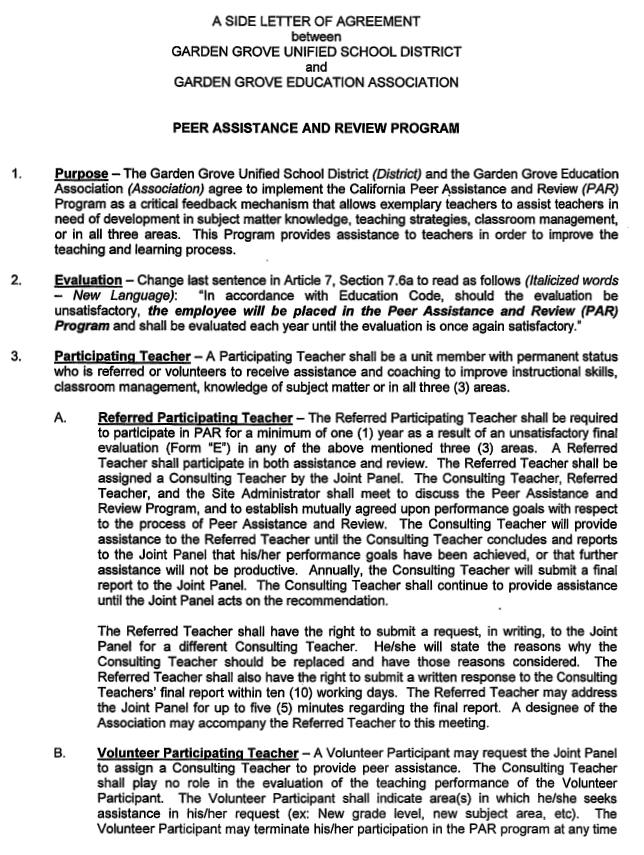 A SIDE LETTER OF AGREEMENT
between
GARDEN GROVE UNIFIED SCHOOL DISTRICT
and
GARDEN GROVE EDUCATION ASSOCIATION
PEER ASSISTANCE AND REVIEW PROGRAM
1. Purpose – The Garden Grove Unified School District (District) and the Garden Grove Education
Association (Association) agree to implement the California Peer Assistance and Review (PAR)
Program as a critical feedback mechanism that allows exemplary teachers to assist teachers in
need of development in subject matter knowledge, teaching strategies, classroom management,
or in all three areas. This Program provides assistance to teachers in order to improve the
teaching and learning process.
2. Evaluation – Change last sentence in Article 7, Section 7.6a to read as follows (Italicized words
– New Language): "In accordance with Education Code, should the evaluation be
unsatisfactory, the employee will be placed in the Peer Assistance and Review (PAR)
Program and shall be evaluated each year until the evaluation is once again satisfactory."
3. Participating Teacher – A Participating Teacher shall be a unit member with permanent status
who is referred or volunteers to receive assistance and coaching to improve instructional skills,
classroom management, knowledge of subject matter or in all three (3) areas.
A. Referred Participating Teacher – The Referred Participating Teacher shall be required
to participate in PAR for a minimum of one (1) year as a result of an unsatisfactory final
evaluation (Form "E") in any of the above mentioned three (3) areas. A Referred
Teacher shall participate in both assistance and review. The Referred Teacher shall be
assigned a Consulting Teacher by the Joint Panel. The Consulting Teacher, Referred
Teacher, and the Site Administrator shall meet to discuss the Peer Assistance and
Review Program, and to establish mutually agreed upon performance goals with respect
to the process of Peer Assistance and Review. The Consulting Teacher will provide
assistance to the Referred Teacher until the Consulting Teacher concludes and reports
to the Joint Panel that his/her performance goals have been achieved, or that further
assistance will not be productive. Annually, the Consulting Teacher will submit a final
report to the Joint Panel. The Consulting Teacher shall continue to provide assistance
until the Joint Panel acts on the recommendation.
The Referred Teacher shall have the right to submit a request, in writing, to the Joint
Panel for a different Consulting Teacher. He/she will state the reasons why the
Consulting Teacher should be replaced and have those reasons considered. The
Referred Teacher shall also have the right to submit a written response to the Consulting
Teachers' final report within ten (10) working days. The Referred Teacher may address
the Joint Panel for up to five (5) minutes regarding the final report. A designee of the
Association may accompany the Referred Teacher to this meeting.
B. Volunteer Participating Teacher – A Volunteer Participant may request the Joint Panel
to assign a Consulting Teacher to provide peer assistance. The Consulting Teacher
shall play no role in the evaluation of the teaching performance of the Volunteer
Participant. The Volunteer Participant shall indicate area(s) in which he/she seeks
assistance in his/her request (ex: New grade level, new subject area, etc). The
Volunteer Participant may terminate his/her participation in the PAR program at any time